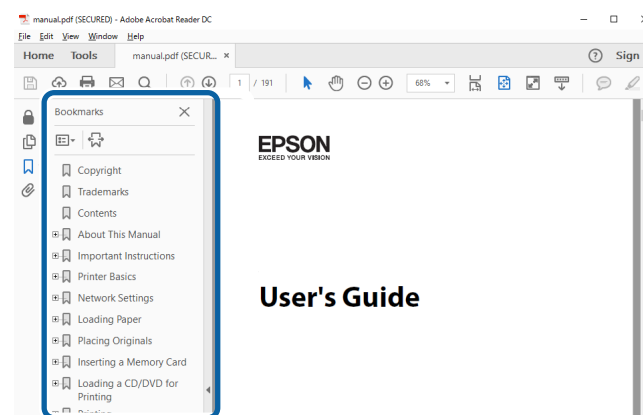 manual.pdf (SECURED) - Adobe Acrobat Reader DC
File Edit View Window Help
Home Tools manual.pdf (SECUR... ×
? Sign
1 / 191 68%
Bookmarks
EPSON
EXCEED YOUR VISION
Copyright
Trademarks
Contents
About This Manual
Important Instructions
Printer Basics
Network Settings
User's Guide
Loading Paper
Placing Originals
Inserting a Memory Card
Loading a CD/DVD for
Printing